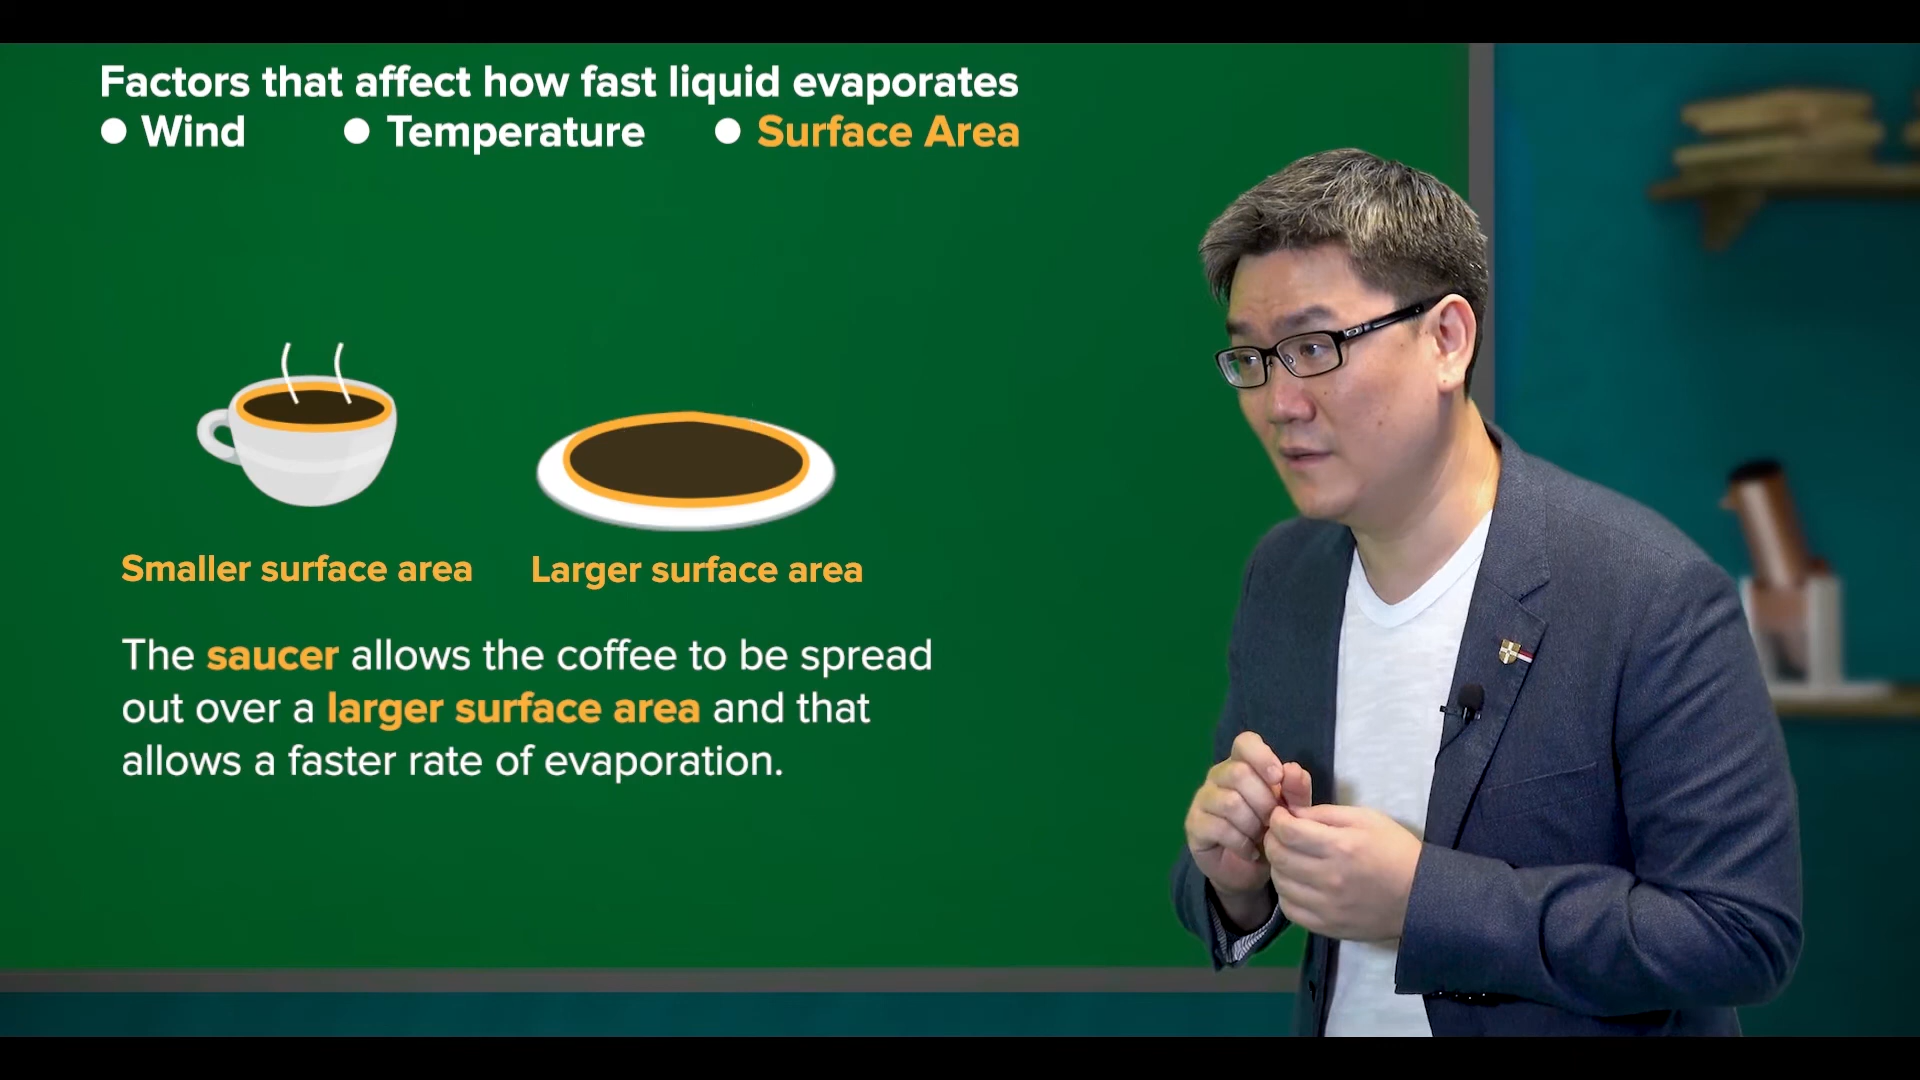 Factors that affect how fast liquid evaporates
● Wind ● Temperature ● Surface Area
Smaller surface area Larger surface area
The saucer allows the coffee to be spread
out over a larger surface area and that
allows a faster rate of evaporation.